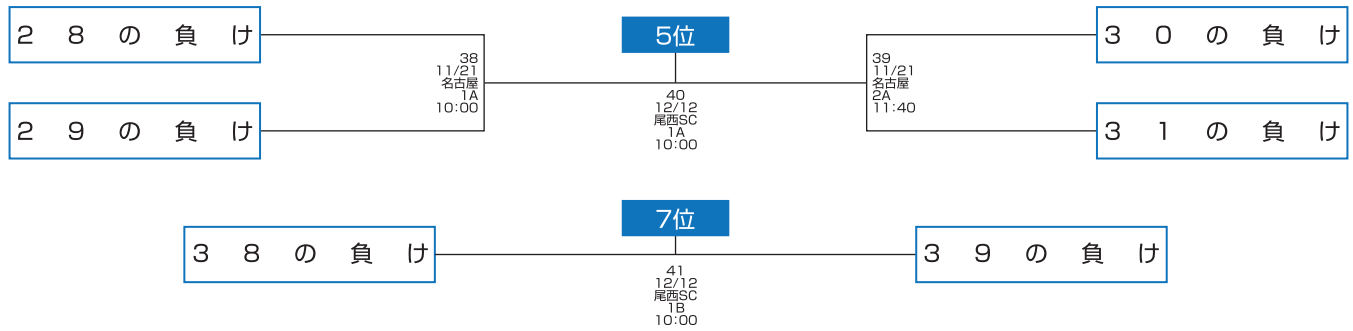 28の負け
29の負け
38
11/21
名古屋
1A
10:00
5位
40
12/12
尾西SC
1A
10:00
39
11/21
名古屋
2A
11:40
30の負け
31の負け
7位
38の負け
41
12/12
尾西SC
1B
10:00
39の負け